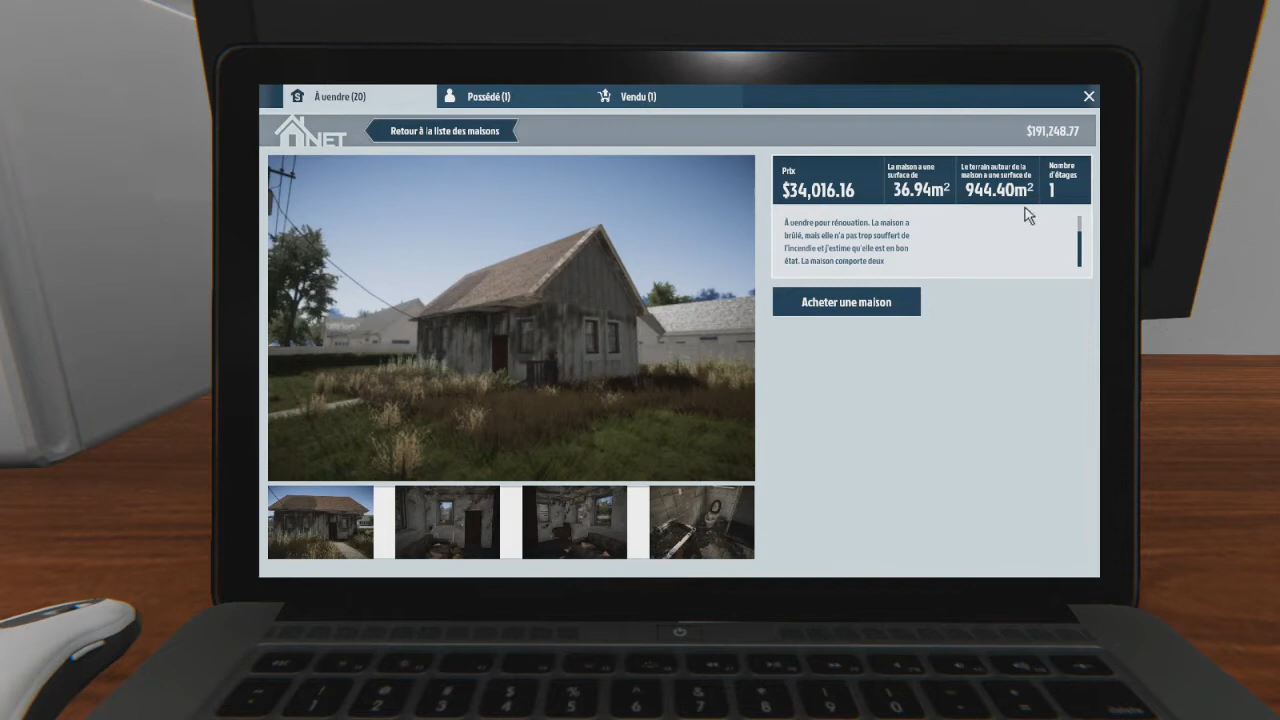 À vendre (20)
Possédé (1)
Vendu (1)
NET
Retour à la liste des maisons
$191,248.77
Prix
$34,016.16
La maison a une
surface de
36.94m²
Le terrain autour de la
maison a une surface de
944.40m²
Nombre
d'étages
1
À vendre pour rénovation. La maison a
brûlé, mais elle n'a pas trop souffert de
l'incendie et j'estime qu'elle est en bon
état. La maison comporte deux
Acheter une maison